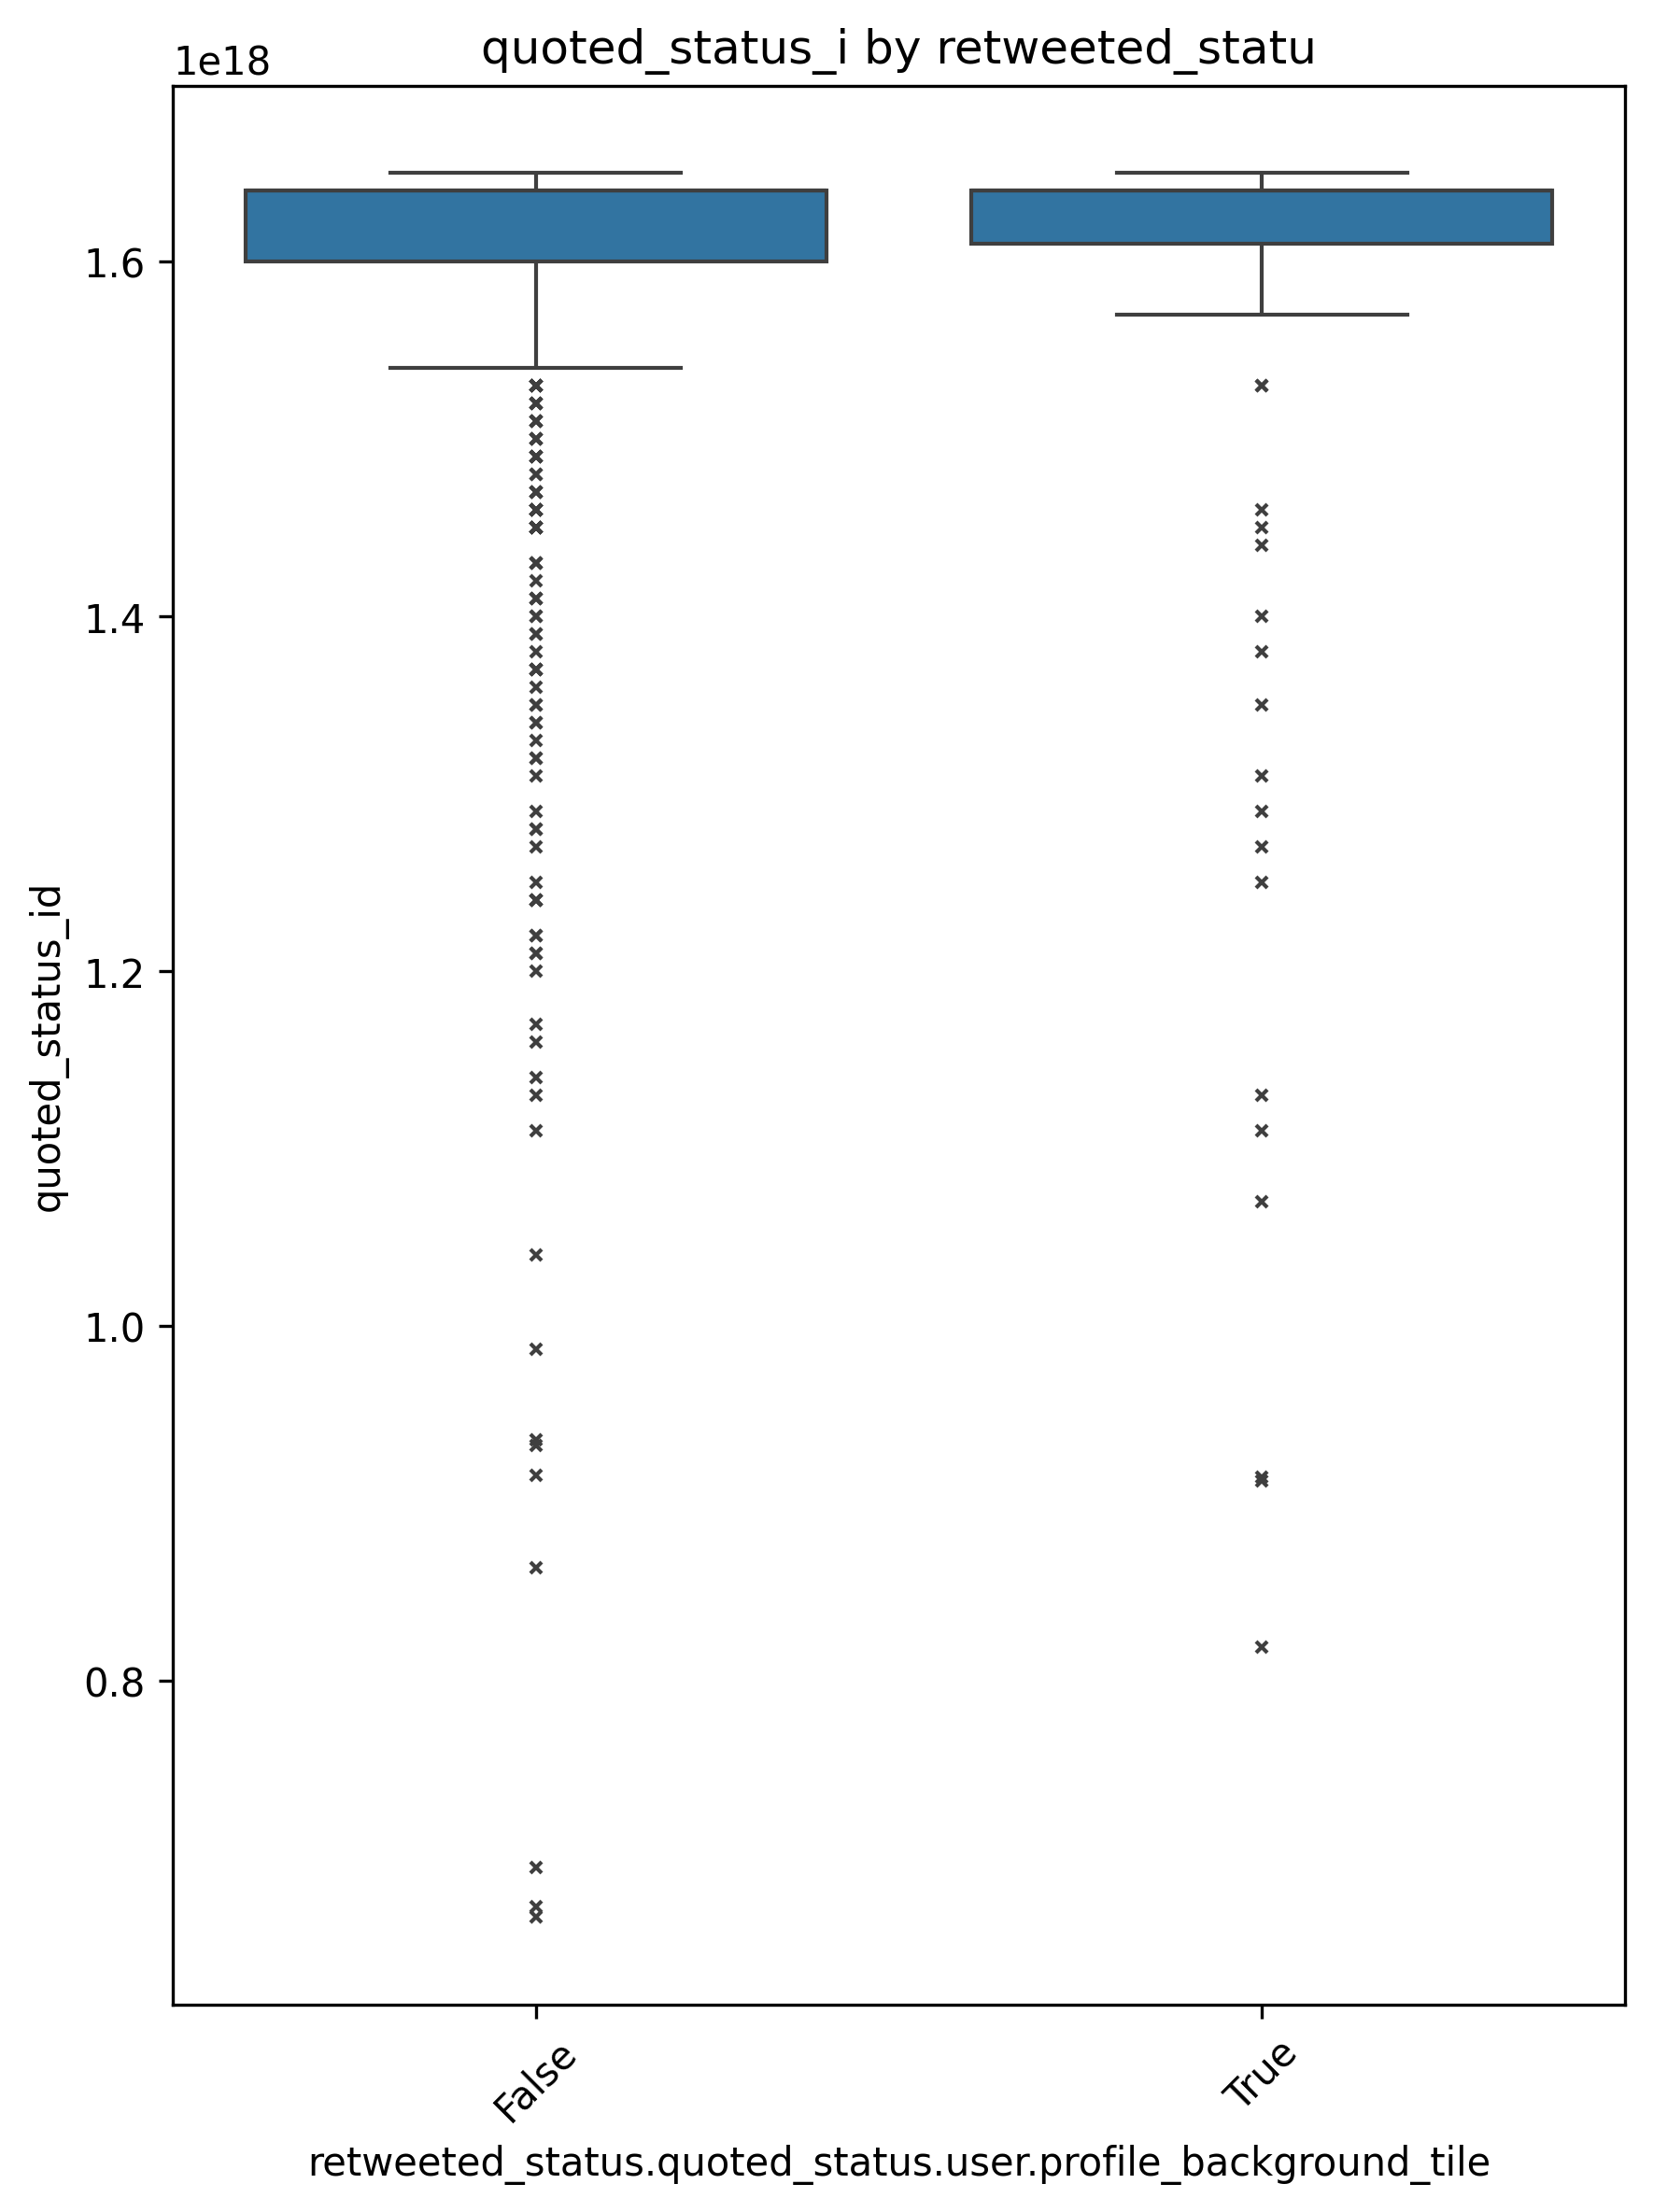 quoted_status_i by retweeted_statu
1e18
1.6
1.4
1.2
1.0
0.8
quoted_status_id
False
True
retweeted_status.quoted_status.user.profile_background_tile